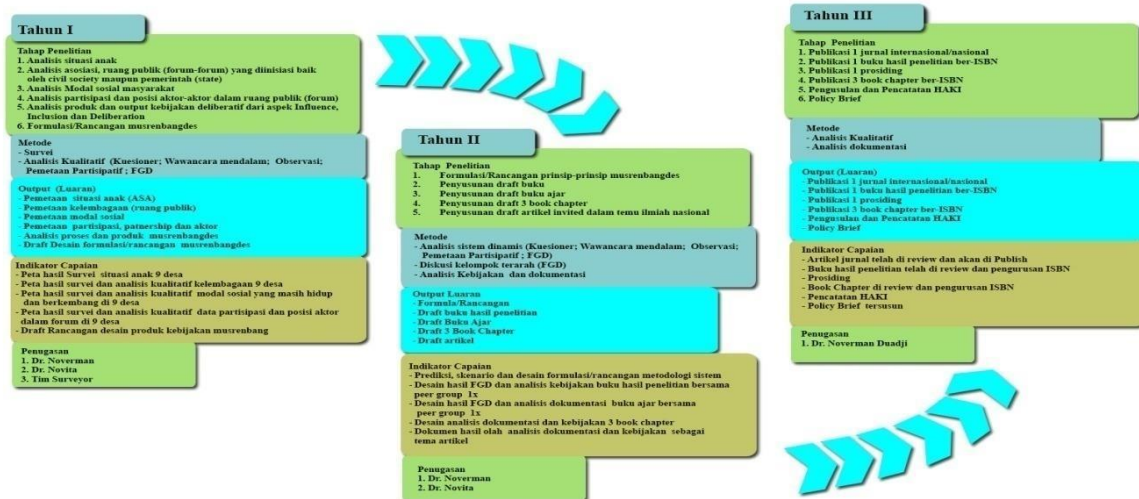 Tahun I
Tahap Penelitian
1. Analisis situasi anak
2. Analisis asosiasi, ruang publik (forum-forum) yang diinisiasi baik
oleh civil society maupun pemerintah (state)
3. Analisis Modal sosial masyarakat
4. Analisis partisipasi dan posisi aktor-aktor dalam ruang publik (forum)
5. Analisis produk dan output kebijakan deliberatif dari aspek Influence,
Inclusion dan Deliberation
6. Formulasi/Rancangan musrenbangdes
Metode
- Survei
- Analisis Kualitatif (Kuesioner; Wawancara mendalam; Observasi;
Pemetaan Partisipatif ; FGD
Output (Luaran)
- Pemetaan situasi anak (ASA)
- Pemetaan kelembagaan (ruang publik)
- Pemetaan modal sosial
- Pemetaan partisipasi, patnership dan aktor
- Analisis proses dan produk musrenbangdes
- Draft Desain formulasi/rancangan musrenbangdes
Indikator Capaian
- Peta hasil Survei situasi anak 9 desa
- Peta hasil survei dan analisis kualitatif kelembagaan 9 desa
- Peta hasil survei dan analisis kualitatif modal sosial yang masih hidup
dan berkembang di 9 desa
- Peta hasil survei dan analisis kualitatif data partisipasi dan posisi aktor
dalam forum di 9 desa
- Draft Rancangan desain produk kebijakan musrenbang
Penugasan
1. Dr. Noverman
2. Dr. Novita
3. Tim Surveyor
Tahun II
Tahap Penelitian
1. Formulasi/Rancangan prinsip-prinsip musrenbangdes
2. Penyusunan draft buku
3. Penyusunan draft buku ajar
4. Penyusunan draft 3 book chapter
5. Penyusunan draft artikel invited dalam temu ilmiah nasional
Metode
- Analisis sistem dinamis (Kuesioner; Wawancara mendalam; Observasi;
Pemetaan Partisipatif ; FGD)
- Diskusi kelompok terarah (FGD)
- Analisis Kebijakan dan dokumentasi
Output Luaran
- Formula/Rancangan
- Draft buku hasil penelitian
- Draft Buku Ajar
- Draft 3 Book Chapter
- Draft artikel
Indikator Capaian
- Prediksi, skenario dan desain formulasi/rancangan metodologi sistem
- Desain hasil FGD dan analisis kebijakan buku hasil penelitian bersama
peer group 1x
- Desain hasil FGD dan analisis dokumentasi buku ajar bersama
peer group 1x
- Desain analisis dokumentasi dan kebijakan 3 book chapter
- Dokumen hasil olah analisis dokumentasi dan kebijakan sebagai
tema artikel
Penugasan
1. Dr. Noverman
2. Dr. Novita
Tahun III
Tahap Penelitian
1. Publikasi 1 jurnal internasional/nasional
2. Publikasi 1 buku hasil penelitian ber-ISBN
3. Publikasi 1 prosiding
4. Publikasi 3 book chapter ber-ISBN
5. Pengusulan dan Pencatatan HAKI
6. Policy Brief
Metode
- Analisis Kualitatif
- Analisis dokumentasi
Output (Luaran)
- Publikasi 1 jurnal internasional/nasional
- Publikasi 1 buku hasil penelitian ber-ISBN
- Publikasi 1 prosiding
- Publikasi 3 book chapter ber-ISBN
- Pengusulan dan Pencatatan HAKI
- Policy Brief
Indikator Capaian
- Artikel jurnal telah di review dan akan di Publish
- Buku hasil penelitian telah di review dan pengurusan ISBN
- Prosiding
- Book Chapter di review dan pengurusan ISBN
- Pencatatan HAKI
- Policy Brief tersusun
Penugasan
1. Dr. Noverman Duadji